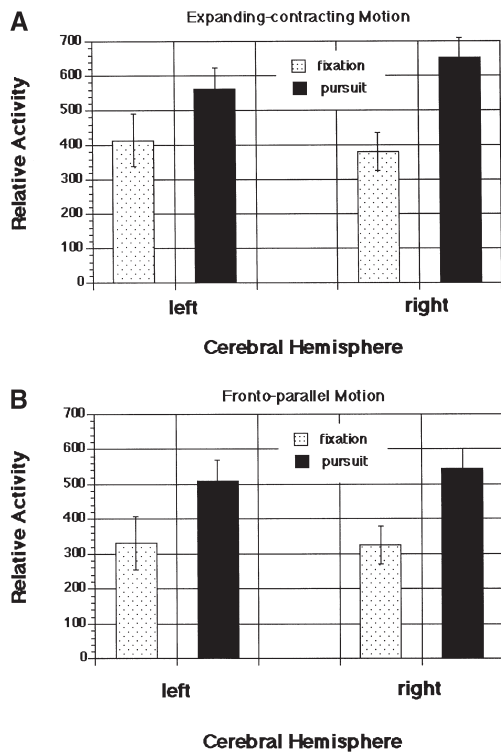 A
Expanding-contracting Motion
Relative Activity
700
600
500
400
300
200
100
0
fixation
pursuit
left
right
Cerebral Hemisphere
B
Fronto-parallel Motion
Relative Activity
700
600
500
400
300
200
100
0
fixation
pursuit
left
right
Cerebral Hemisphere